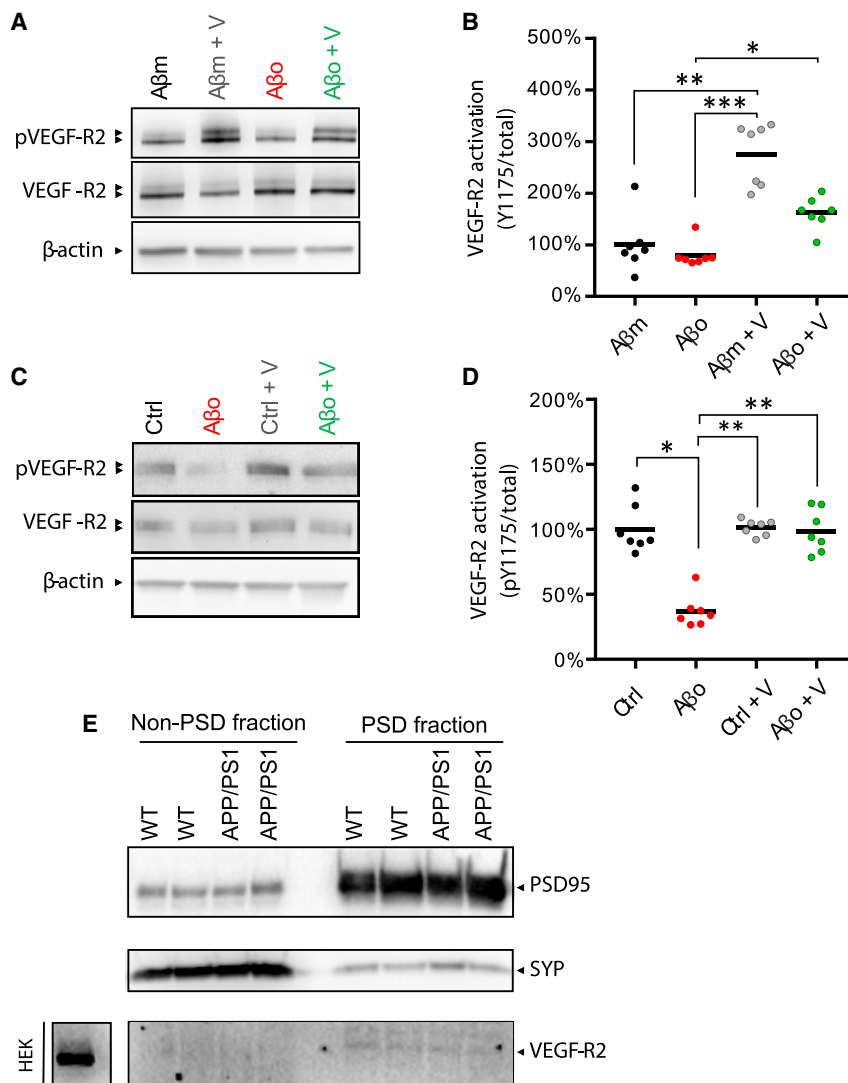 A
Aβm
Aβm + V
Aβo
Aβo + V
pVEGF-R2
VEGF-R2
β-actin
B
VEGF-R2 activation
(Y1175/total)
500%
400%
300%
200%
100%
0%
*
**
***
Aβm
Aβo
Aβm + V
Aβo + V
C
Ctrl
Aβo
Ctrl + V
Aβo + V
pVEGF-R2
VEGF-R2
β-actin
D
VEGF-R2 activation
(pY1175/total)
200%
150%
100%
50%
0%
**
**
*
Ctrl
Aβo
Ctrl + V
Aβo + V
E
Non-PSD fraction
PSD fraction
WT
WT
APP/PS1
APP/PS1
WT
WT
APP/PS1
APP/PS1
PSD95
SYP
HEK
VEGF-R2